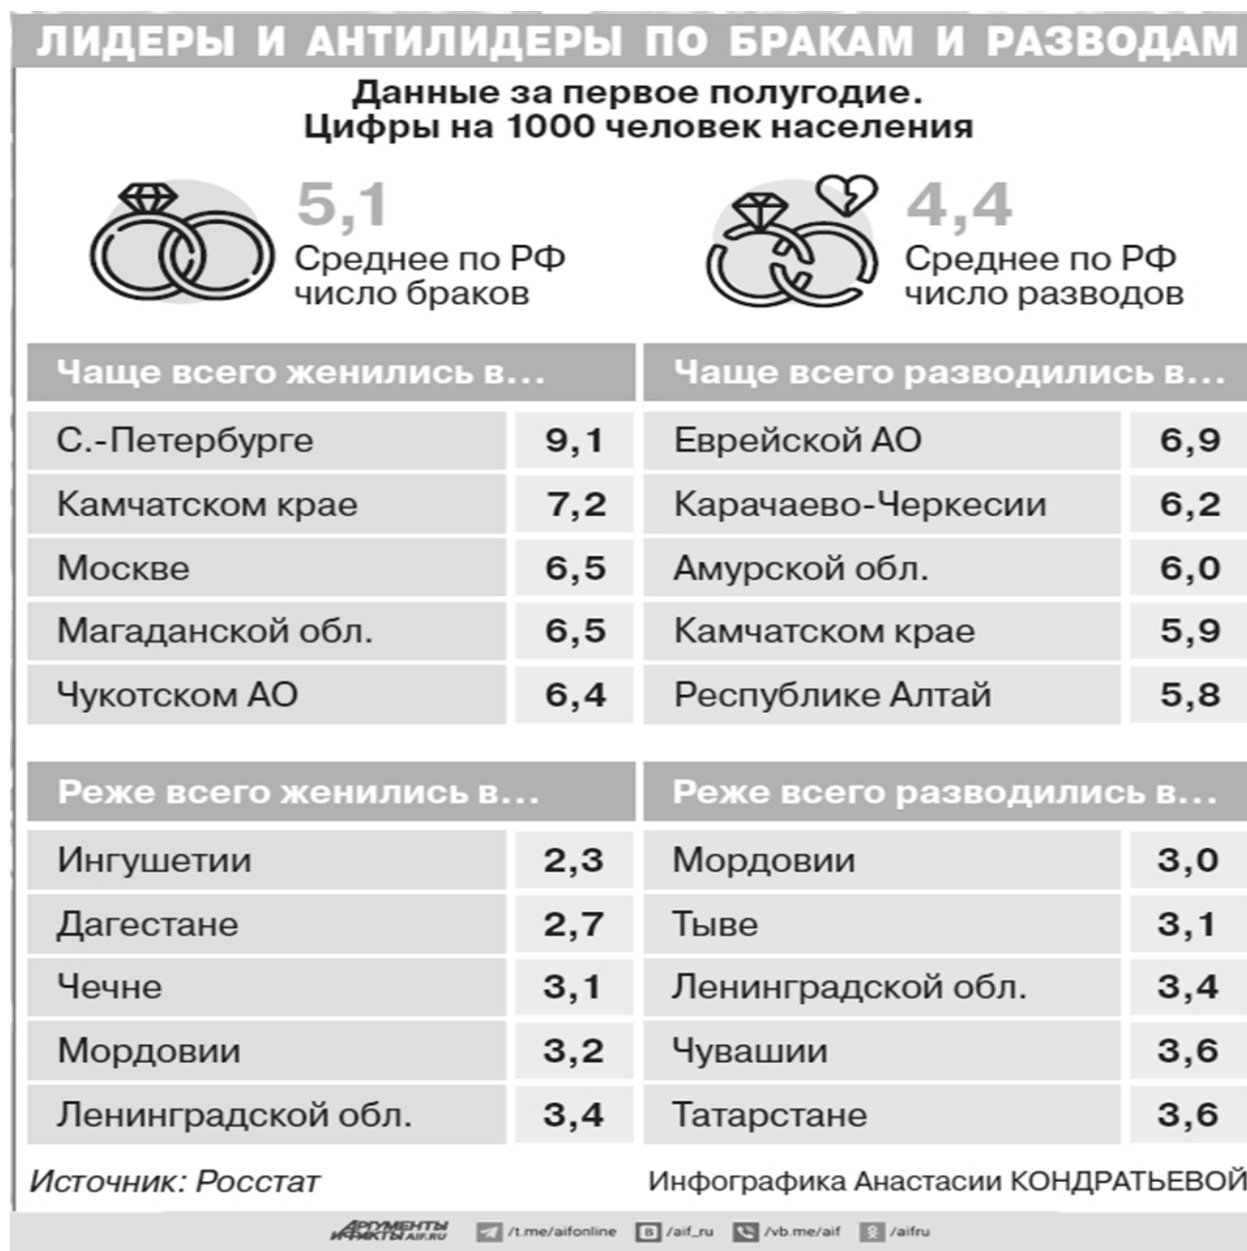 ЛИДЕРЫ И АНТИЛИДЕРЫ ПО БРАКАМ И РАЗВОДАМ
Данные за первое полугодие.
Цифры на 1000 человек населения
5,1
Среднее по РФ
число браков
4,4
Среднее по РФ
число разводов
Чаще всего женились в...
С.-Петербурге 9,1
Камчатском крае 7,2
Москве 6,5
Магаданской обл. 6,5
Чукотском АО 6,4
Чаще всего разводились в...
Еврейской АО 6,9
Карачаево-Черкесии 6,2
Амурской обл. 6,0
Камчатском крае 5,9
Республике Алтай 5,8
Реже всего женились в...
Ингушетии 2,3
Дагестане 2,7
Чечне 3,1
Мордовии 3,2
Ленинградской обл. 3,4
Реже всего разводились в...
Мордовии 3,0
Тыве 3,1
Ленинградской обл. 3,4
Чувашии 3,6
Татарстане 3,6
Источник: Росстат
Инфографика Анастасии КОНДРАТЬЕВОЙ
АРГУМЕНТЫ
И ФАКТЫ AIF.RU
/t.me/aifonline
/aif_ru
/vb.me/aif
/aifru